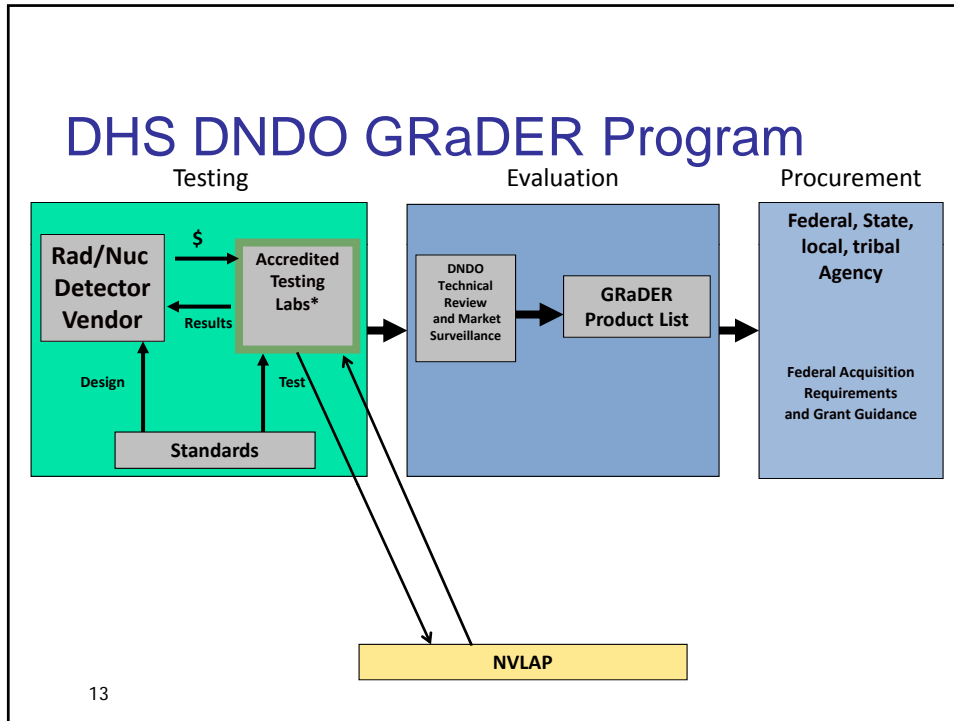 DHS DNDO GRaDER Program
Testing
Evaluation
Procurement
Rad/Nuc
Detector
Vendor
$
Results
Accredited
Testing
Labs*
Design
Test
Standards
DNDO
Technical
Review
and Market
Surveillance
GRaDER
Product List
Federal, State,
local, tribal
Agency
Federal Acquisition
Requirements
and Grant Guidance
NVLAP
13